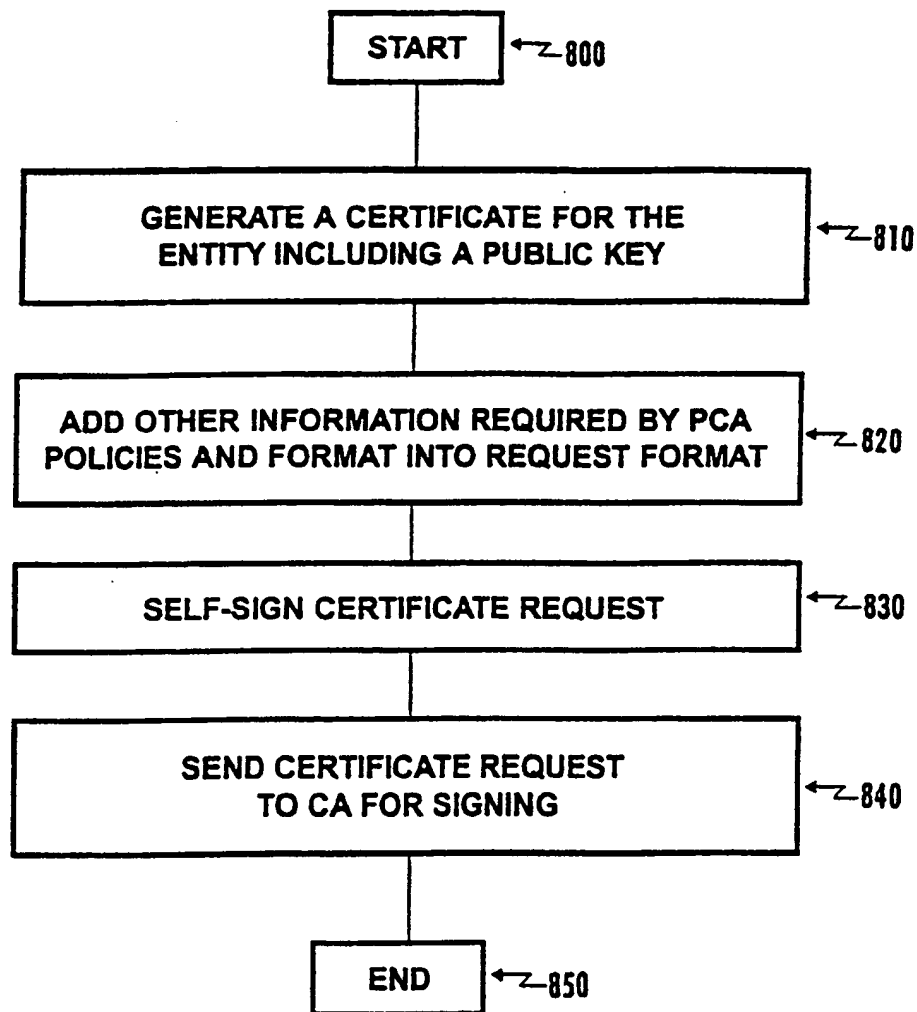 START
800
GENERATE A CERTIFICATE FOR THE
ENTITY INCLUDING A PUBLIC KEY
810
ADD OTHER INFORMATION REQUIRED BY PCA
POLICIES AND FORMAT INTO REQUEST FORMAT
820
SELF-SIGN CERTIFICATE REQUEST
830
SEND CERTIFICATE REQUEST
TO CA FOR SIGNING
840
END
850